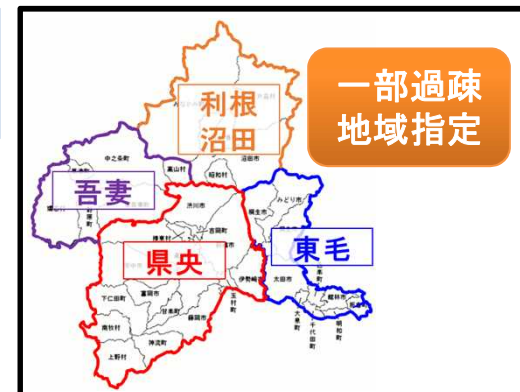 一部過疎
地域指定
利根
沼田
沼田市
中之条町
高山村
昭和村
吾妻
渋川市
みどり市
桐生市
吉岡町
榛東村
県央
東毛
伊勢崎市
太田市
玉村町
館林市
下仁田町
富岡市
甘楽町
藤岡市
大泉町
千代田町
明和町
南牧村
神流町
上野村